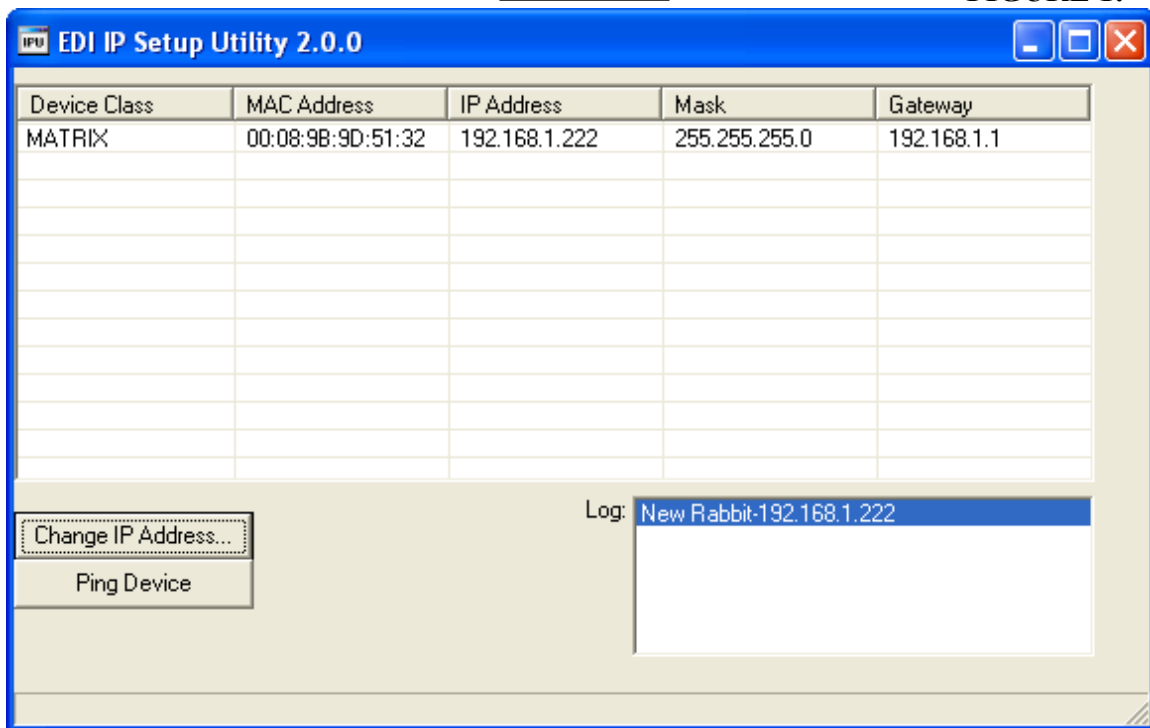 IPU EDI IP Setup Utility 2.0.0
Device Class MAC Address IP Address Mask Gateway
MATRIX 00:08:9B:9D:51:32 192.168.1.222 255.255.255.0 192.168.1.1
Log: New Rabbit-192.168.1.222
Change IP Address...
Ping Device